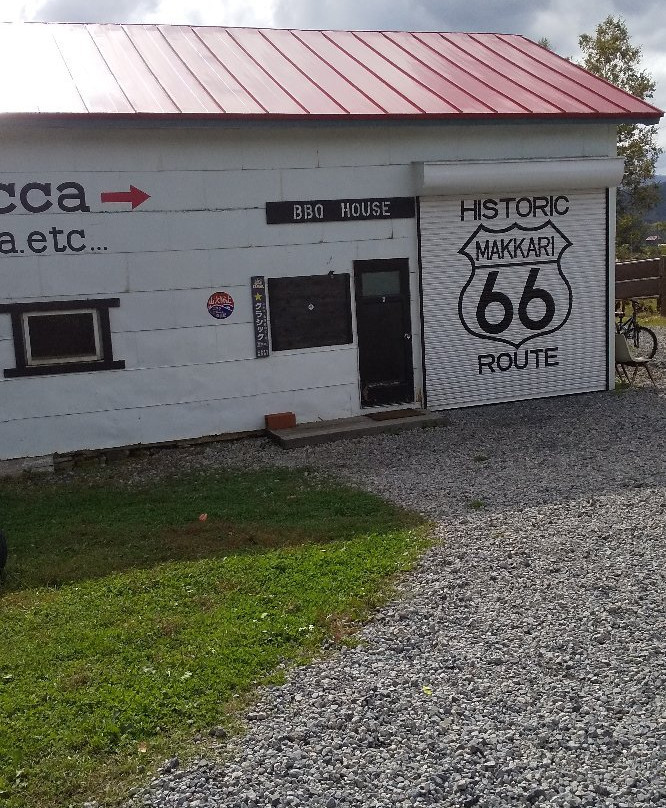 cca
a.etc...
BBQ HOUSE
クラシック
HISTORIC
MAKKARI
66
ROUTE